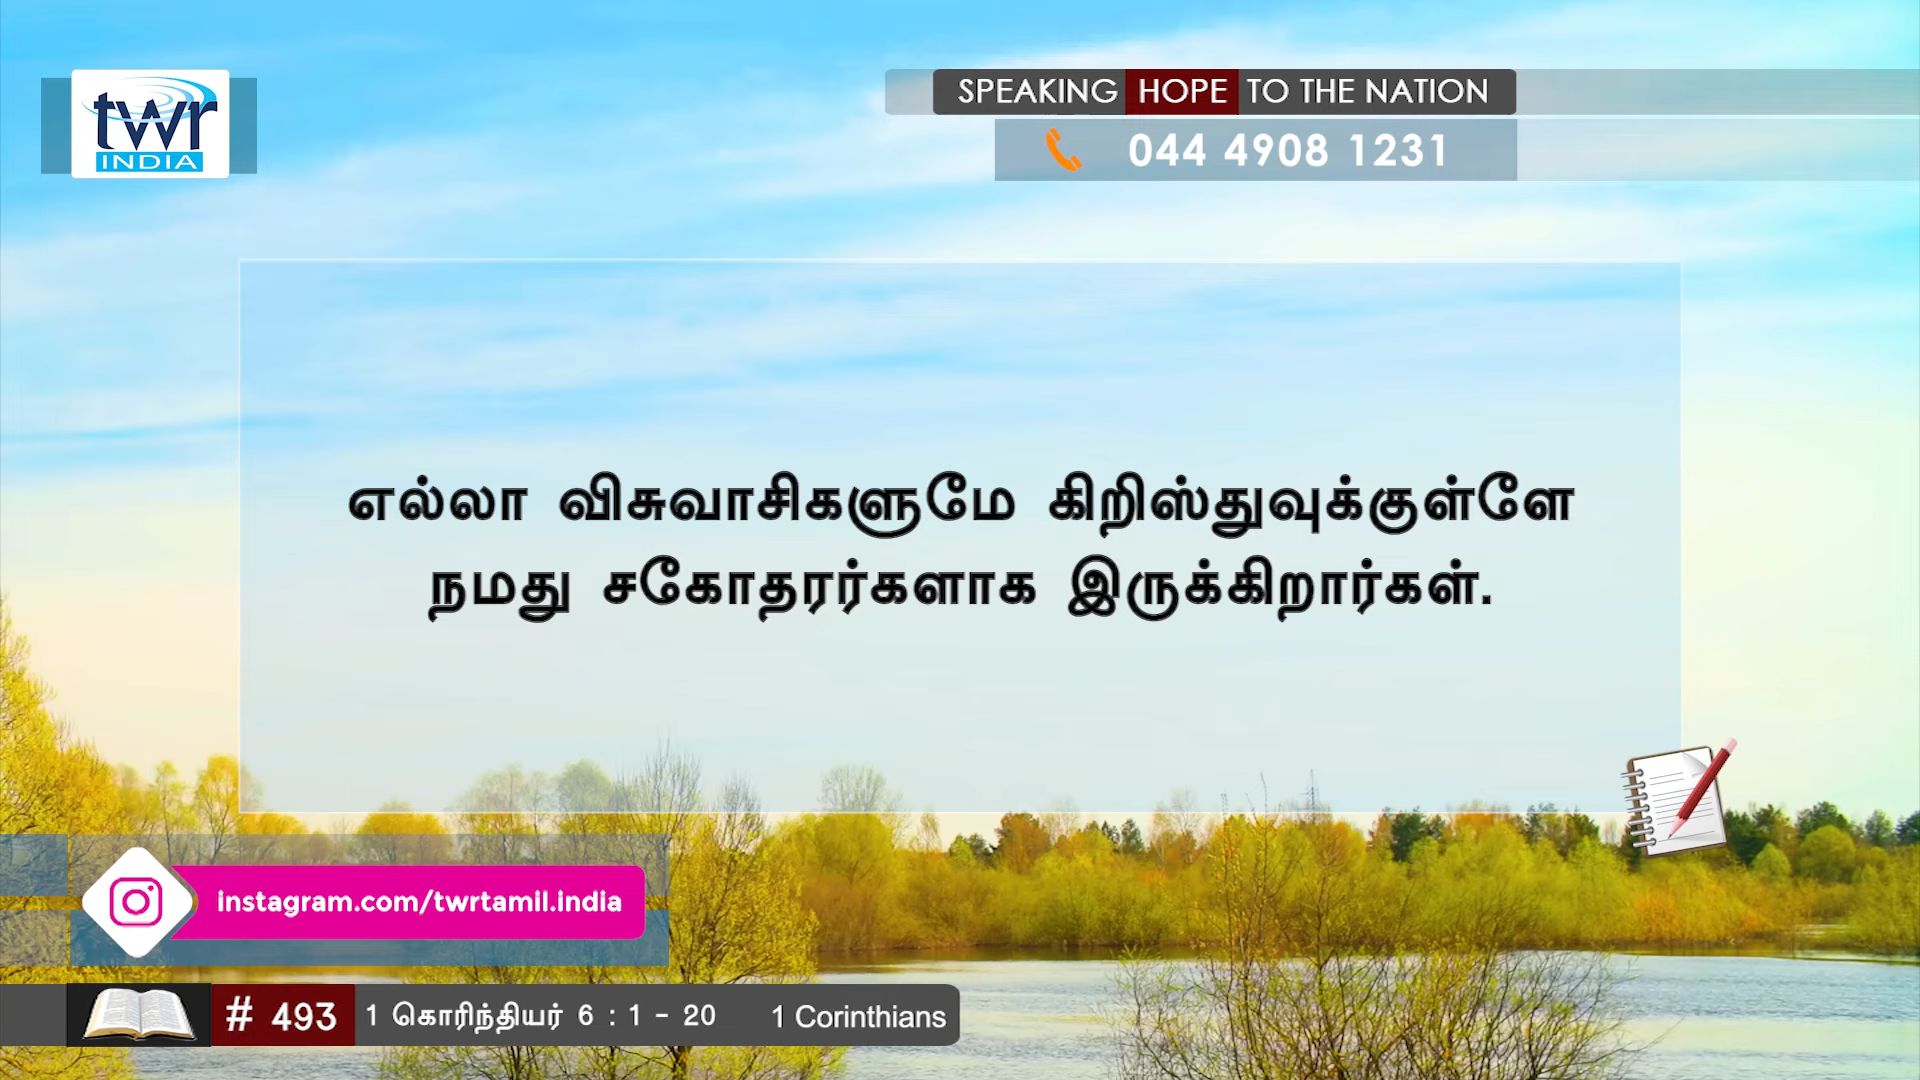 twr
INDIA
SPEAKING HOPE TO THE NATION
044 4908 1231
எல்லா விசுவாசிகளுமே கிறிஸ்துவுக்குள்ளே
நமது சகோதரர்களாக இருக்கிறார்கள்.
instagram.com/twrtamil.india
# 493 1 கொரிந்தியர் 6 : 1 - 20 1 Corinthians